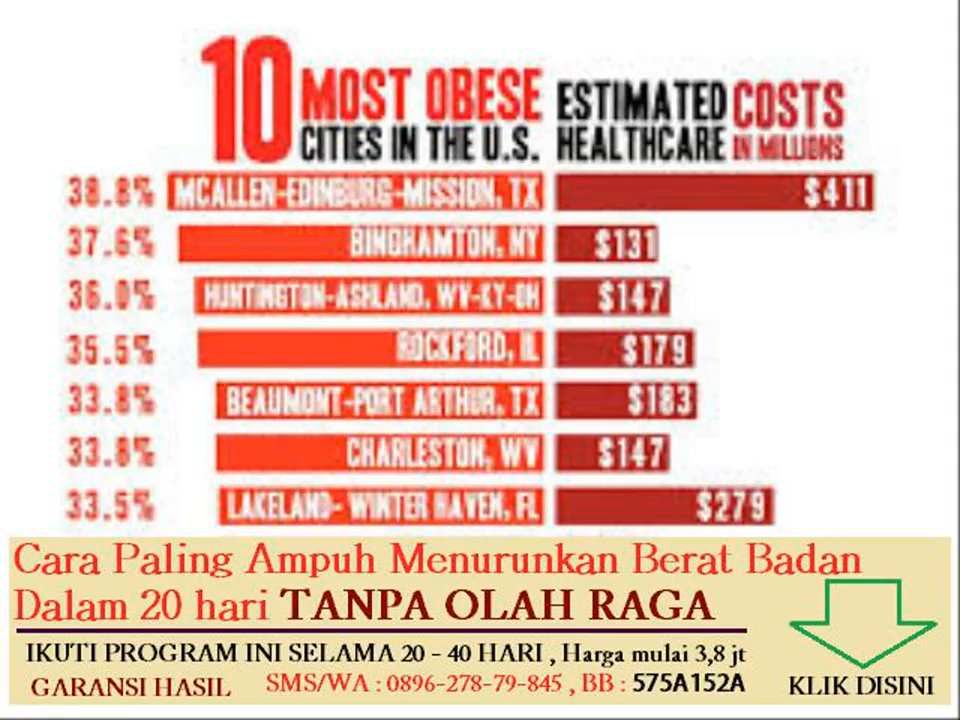 10 MOST OBESE
CITIES IN THE U.S.
ESTIMATED COSTS
HEALTHCARE IN MILLIONS
38.8% MCALLEN-EDINBURG-MISSION, TX $411
37.6% BINGHAMTON, NY $131
36.0% HUNTINGTON-ASHLAND, WV-KY-OH $147
35.5% ROCKFORD, IL $179
33.8% BEAUMONT-PORT ARTHUR, TX $183
33.8% CHARLESTON, WV $147
33.5% LAKELAND- WINTER HAVEN, FL $279
Cara Paling Ampuh Menurunkan Berat Badan
Dalam 20 hari TANPA OLAH RAGA
IKUTI PROGRAM INI SELAMA 20 - 40 HARI , Harga mulai 3,8 jt
GARANSI HASIL SMS/WA : 0896-278-79-845 , BB : 575A152A
KLIK DISINI